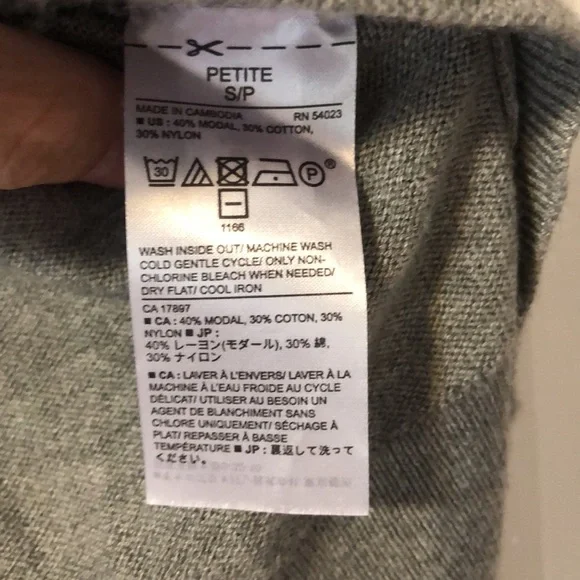 PETITE
S/P
MADE IN CAMBODIA RN 54023
■ US : 40% MODAL, 30% COTTON,
30% NYLON
30 P ®
1166
WASH INSIDE OUT/ MACHINE WASH
COLD GENTLE CYCLE/ ONLY NON-
CHLORINE BLEACH WHEN NEEDED/
DRY FLAT/ COOL IRON
CA 17897
■ CA : 40% MODAL, 30% COTON, 30%
NYLON ■ JP :
40% レーヨン(モダール), 30% 綿,
30% ナイロン
■ CA : LAVER À L'ENVERS/ LAVER À LA
MACHINE À L'EAU FROIDE AU CYCLE
DÉLICAT/ UTILISER AU BESOIN UN
AGENT DE BLANCHIMENT SANS
CHLORE UNIQUEMENT/ SÉCHAGE À
PLAT/ REPASSER À BASSE
TEMPÉRATURE ■ JP : 裏返して洗って
ください。